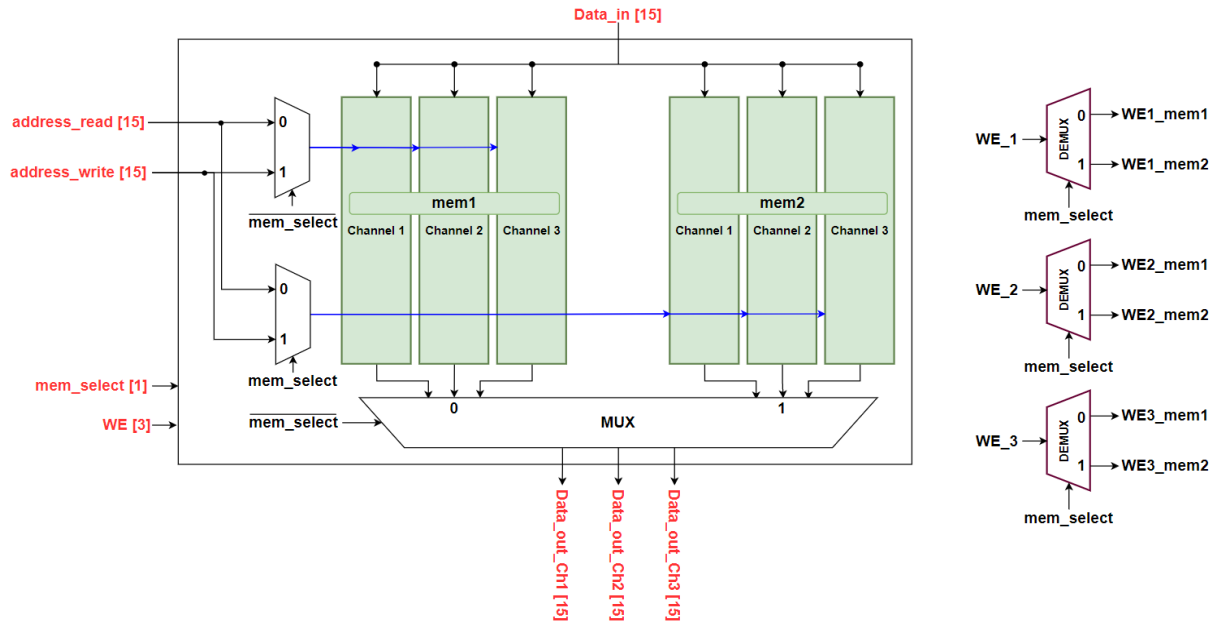 Data_in [15]
address_read [15]
address_write [15]
0
1
mem_select
mem1
Channel 1
Channel 2
Channel 3
mem2
Channel 1
Channel 2
Channel 3
0
1
mem_select
mem_select [1]
WE [3]
mem_select
0
MUX
1
Data_out_Ch1 [15]
Data_out_Ch2 [15]
Data_out_Ch3 [15]
WE_1
DEMUX
0
1
WE1_mem1
WE1_mem2
mem_select
WE_2
DEMUX
0
1
WE2_mem1
WE2_mem2
mem_select
WE_3
DEMUX
0
1
WE3_mem1
WE3_mem2
mem_select